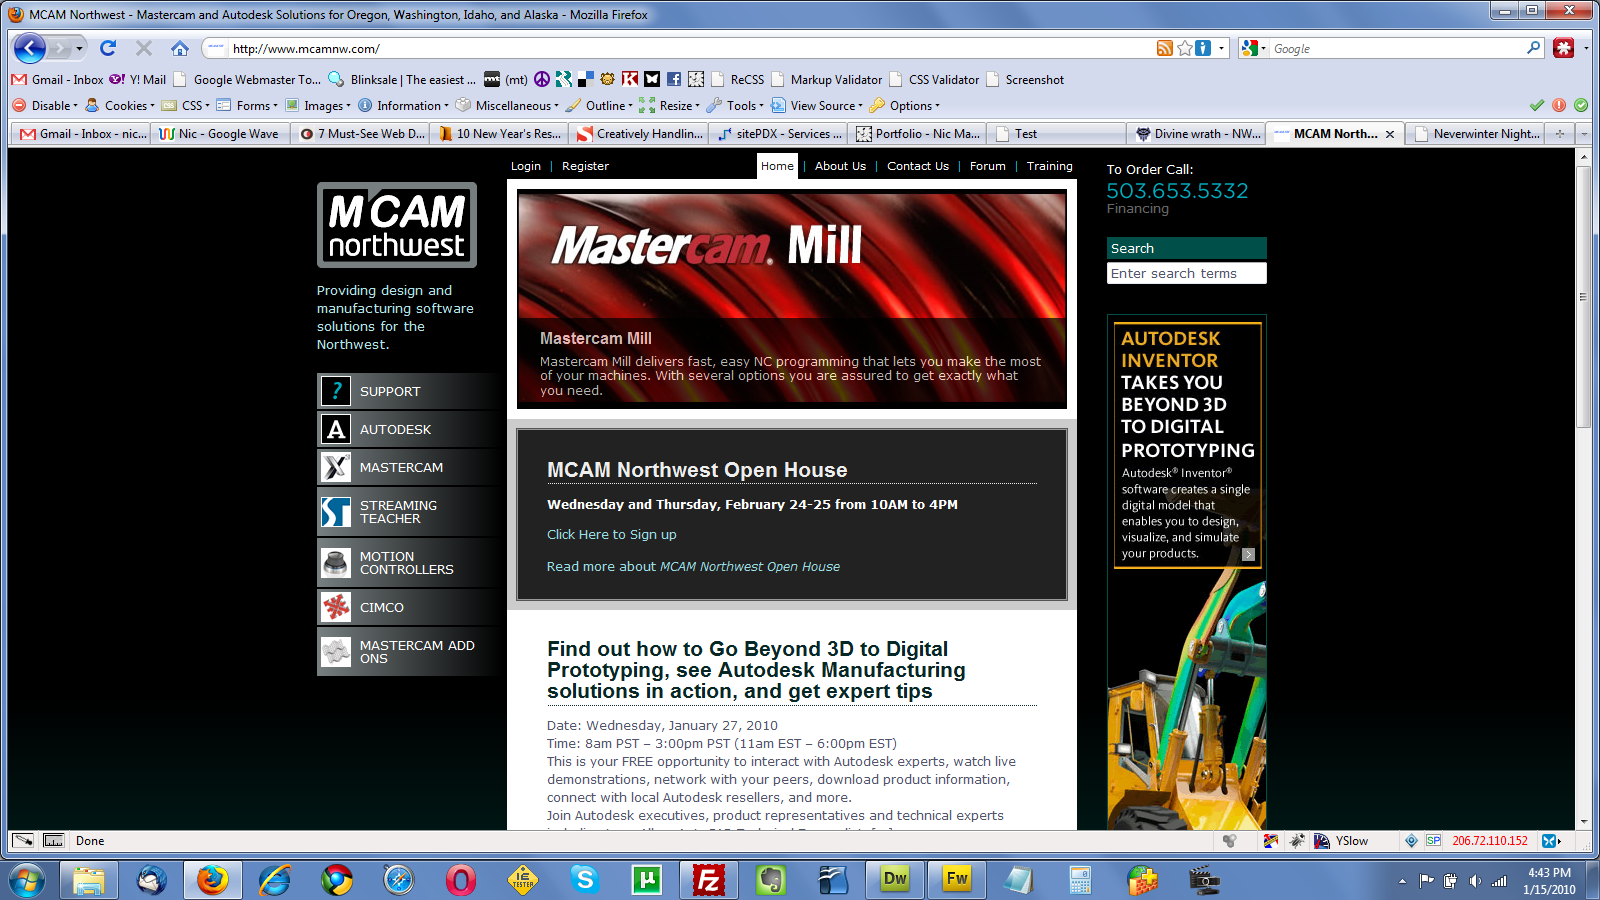 MCAM Northwest - Mastercam and Autodesk Solutions for Oregon, Washington, Idaho, and Alaska - Mozilla Firefox
http://www.mcamnw.com/
Google
Gmail - Inbox Y! Mail Google Webmaster To... Blinksale | The easiest ... (mt) ReCSS Markup Validator CSS Validator Screenshot
Disable Cookies CSS Forms Images Information Miscellaneous Outline Resize Tools View Source Options
Gmail - Inbox - nic... Nic - Google Wave 7 Must-See Web D... 10 New Year's Res... Creatively Handlin... sitePDX - Services ... Portfolio - Nic Ma... Test Divine wrath - NW... MCAM North... Neverwinter Night...
Login | Register Home | About Us | Contact Us | Forum | Training
MCAM
northwest
Providing design and
manufacturing software
solutions for the
Northwest.
? SUPPORT
A AUTODESK
X MASTERCAM
ST STREAMING
TEACHER
MOTION
CONTROLLERS
CIMCO
MASTERCAM ADD
ONS
Mastercam. Mill
Mastercam Mill
Mastercam Mill delivers fast, easy NC programming that lets you make the most
of your machines. With several options you are assured to get exactly what
you need.
MCAM Northwest Open House
Wednesday and Thursday, February 24-25 from 10AM to 4PM
Click Here to Sign up
Read more about MCAM Northwest Open House
Find out how to Go Beyond 3D to Digital
Prototyping, see Autodesk Manufacturing
solutions in action, and get expert tips
Date: Wednesday, January 27, 2010
Time: 8am PST – 3:00pm PST (11am EST – 6:00pm EST)
This is your FREE opportunity to interact with Autodesk experts, watch live
demonstrations, network with your peers, download product information,
connect with local Autodesk resellers, and more.
Join Autodesk executives, product representatives and technical experts
To Order Call:
503.653.5332
Financing
Search
Enter search terms
AUTODESK
INVENTOR
TAKES YOU
BEYOND 3D
TO DIGITAL
PROTOTYPING
Autodesk® Inventor®
software creates a single
digital model that
enables you to design,
visualize, and simulate
your products.
Done YSlow SP 206.72.110.152
IE TESTER S µ Fz Dw Fw
4:43 PM
1/15/2010